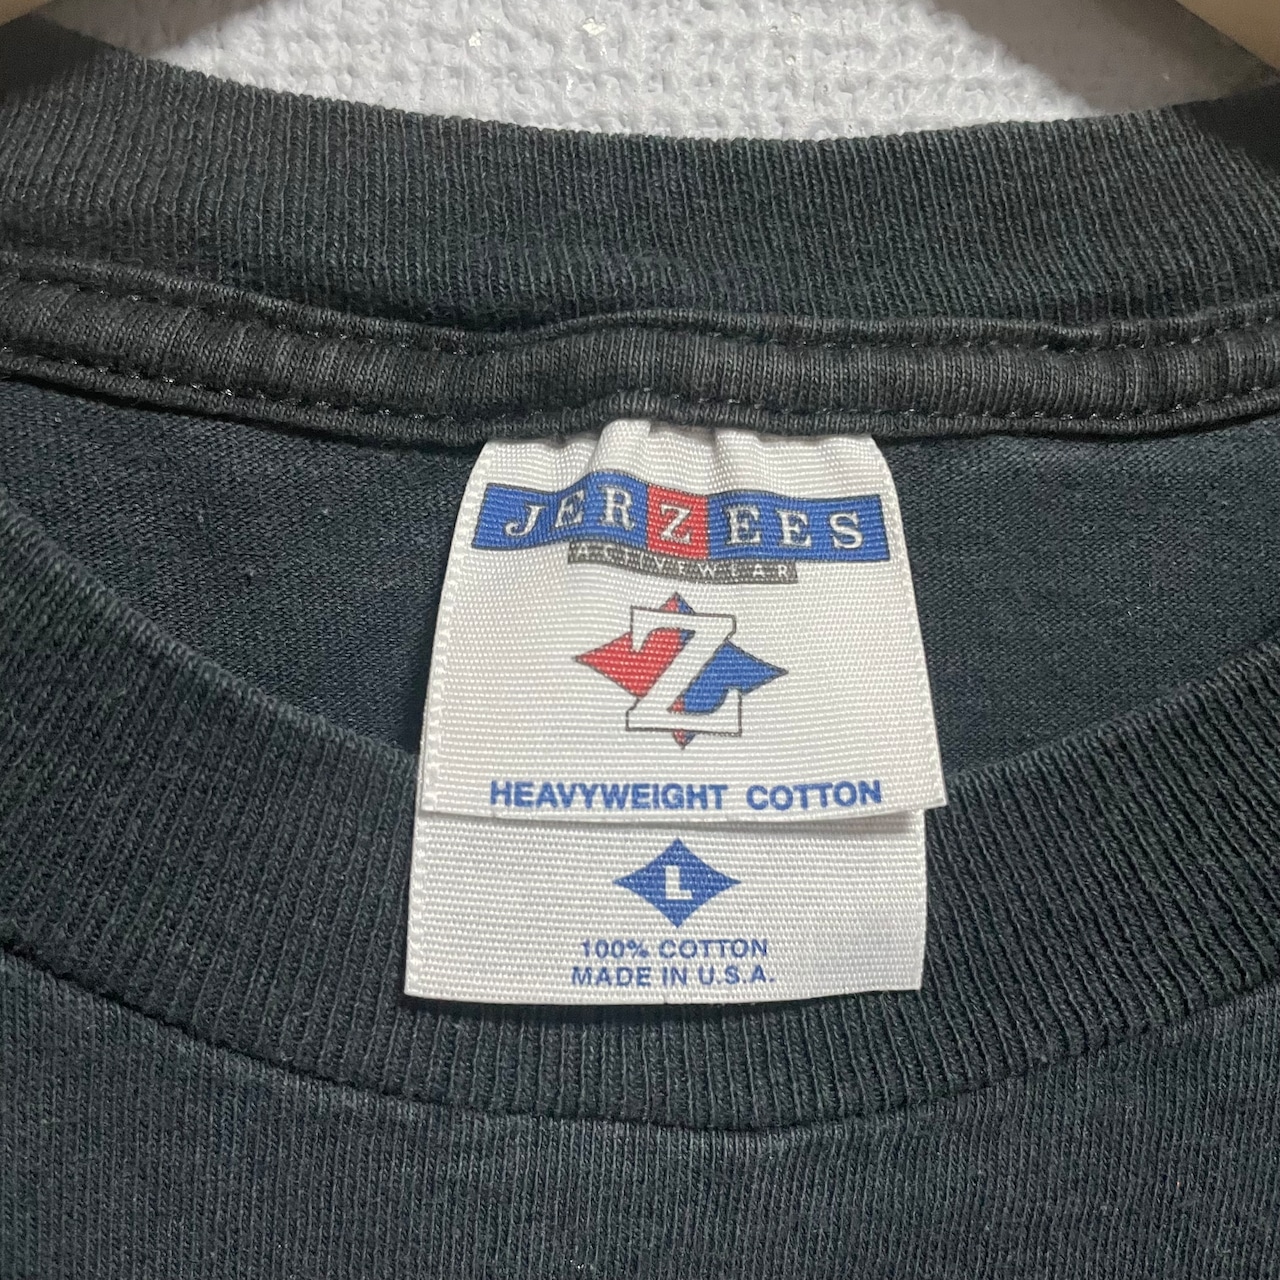 JERZEES
ACTIVEWEAR
Z
HEAVYWEIGHT COTTON
L
100% COTTON
MADE IN U.S.A.